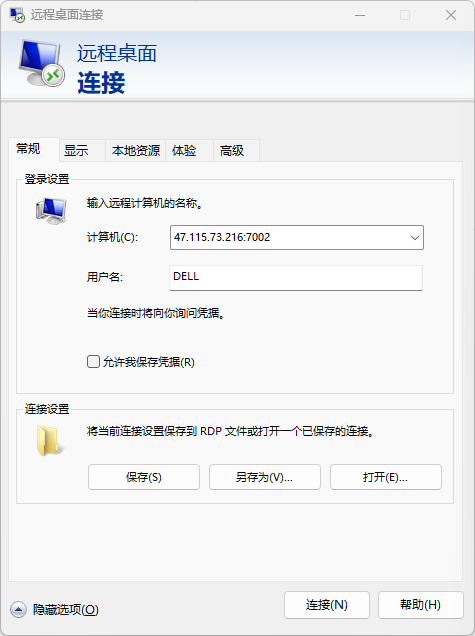 远程桌面连接
远程桌面
连接
常规 显示 本地资源 体验 高级
登录设置
输入远程计算机的名称。
计算机(C): 47.115.73.216:7002
用户名: DELL
当你连接时将向你询问凭据。
允许我保存凭据(R)
连接设置
将当前连接设置保存到 RDP 文件或打开一个已保存的连接。
保存(S) 另存为(V)... 打开(E)...
隐藏选项(O) 连接(N) 帮助(H)